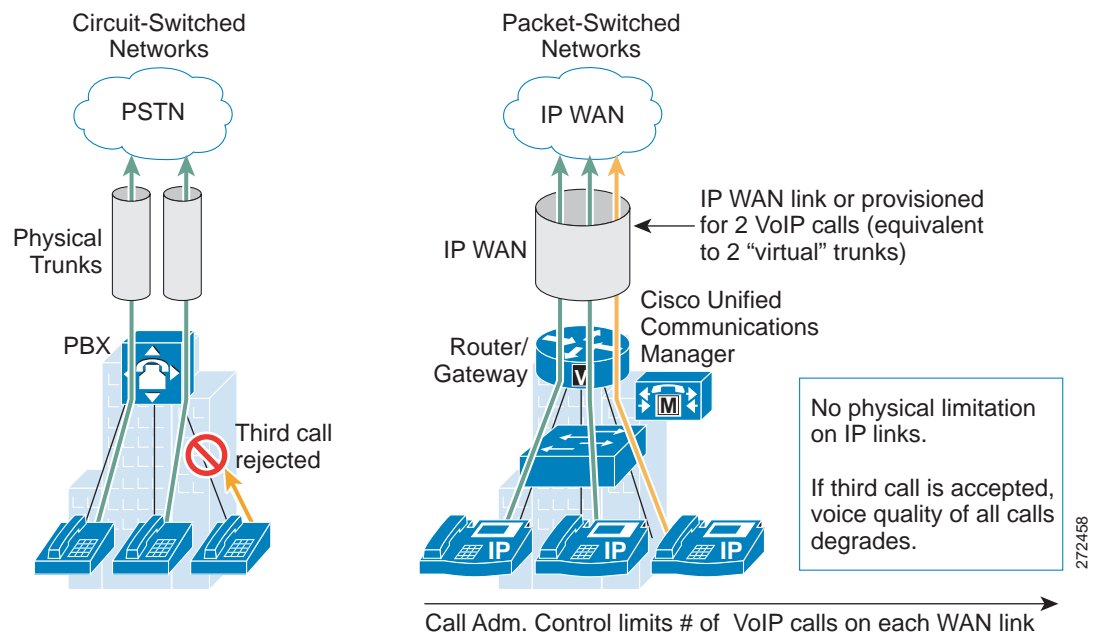 Circuit-Switched
Networks
PSTN
Physical
Trunks
PBX
Third call
rejected
Packet-Switched
Networks
IP WAN
IP WAN link or provisioned
for 2 VoIP calls (equivalent
to 2 “virtual” trunks)
IP WAN
Cisco Unified
Communications
Manager
Router/
Gateway
V
M
IP
IP
IP
No physical limitation
on IP links.
If third call is accepted,
voice quality of all calls
degrades.
272458
Call Adm. Control limits # of VoIP calls on each WAN link